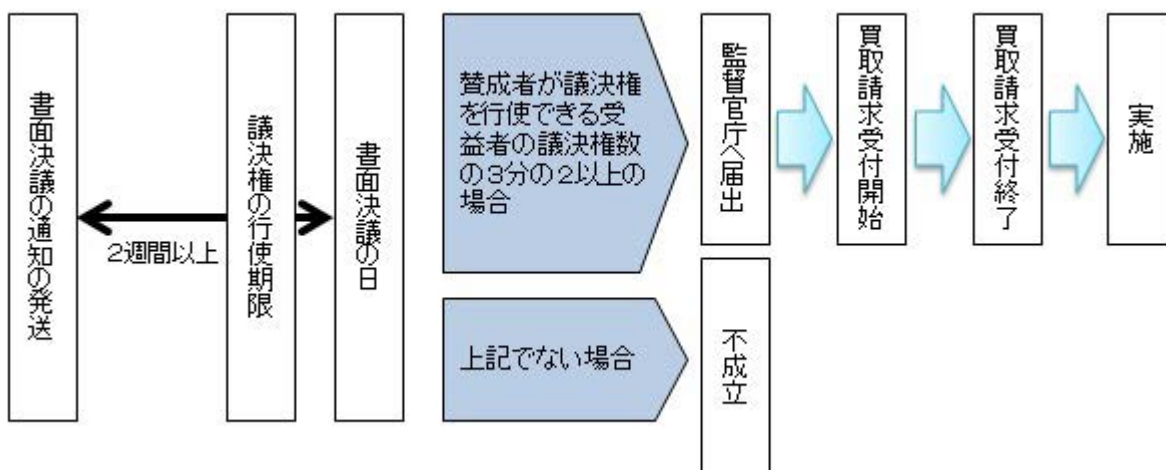 書面決議の通知の発送
2週間以上
議決権の行使期限
書面決議の日
賛成者が議決権
を行使できる受
益者の議決権数
の3分の2以上の
場合
監督官庁へ届出
買取請求受付開始
買取請求受付終了
実施
上記でない場合
不成立